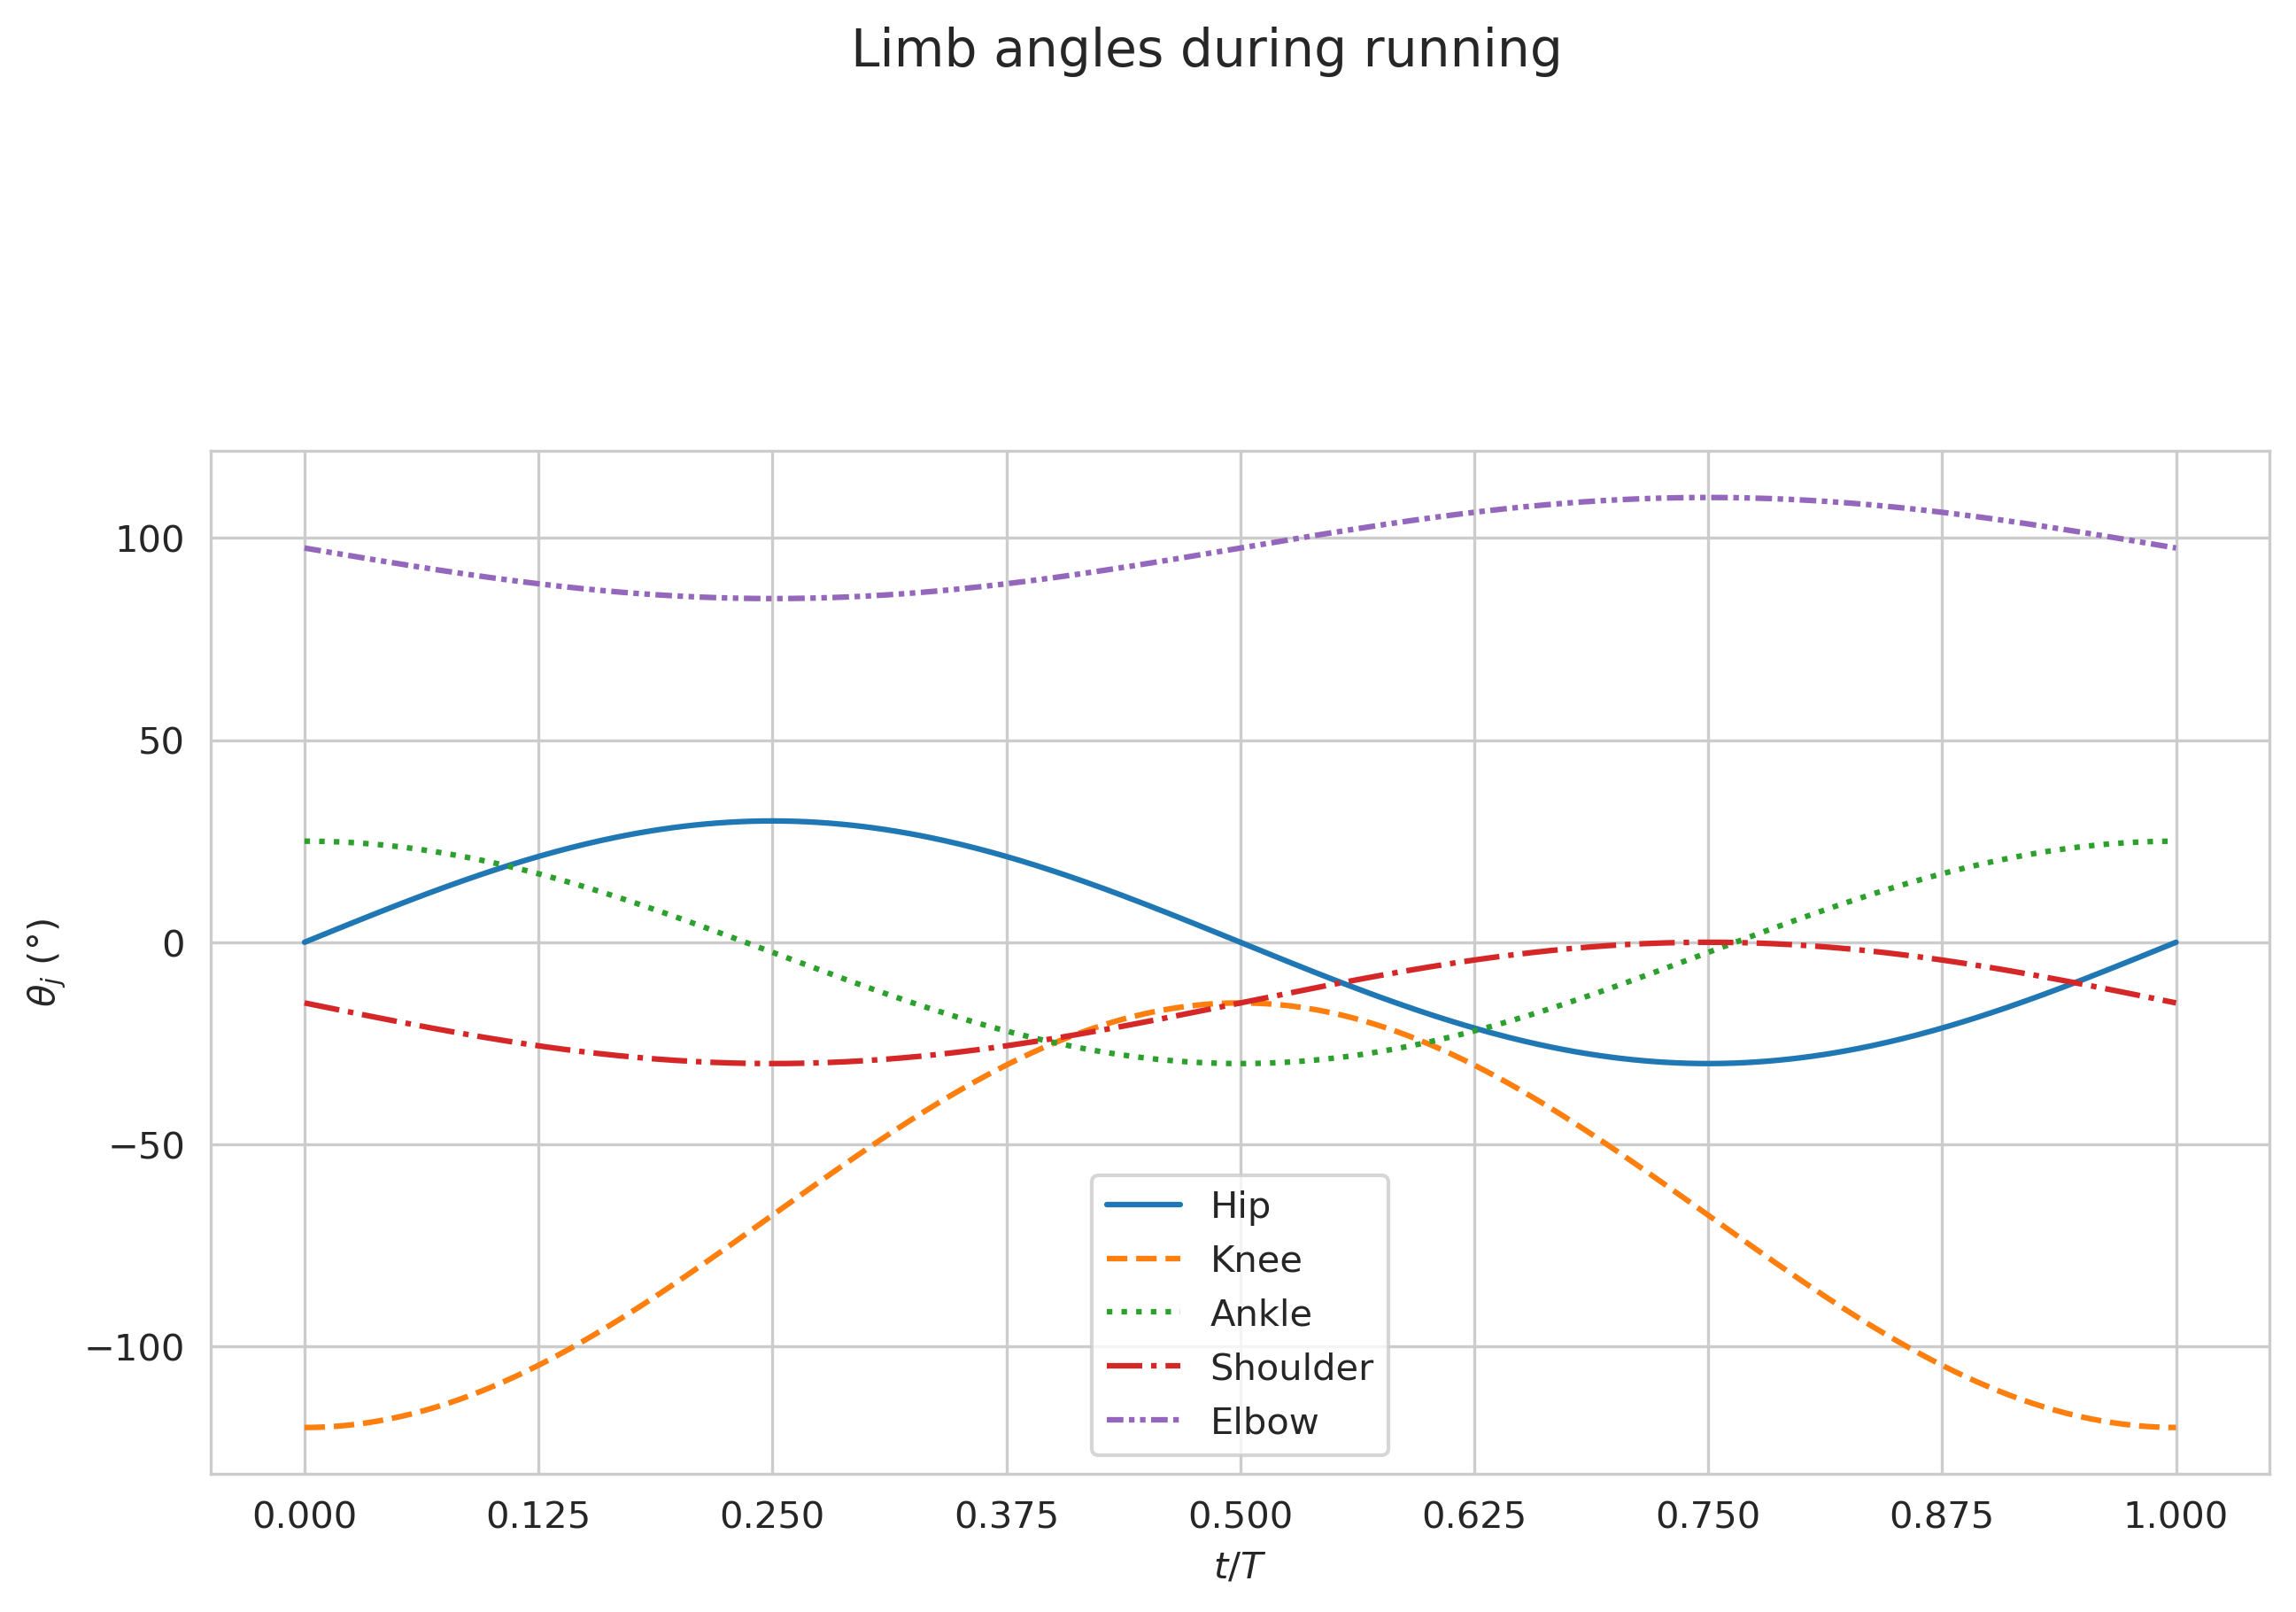 Limb angles during running
100
50
0
−50
−100
θj (°)
Hip
Knee
Ankle
Shoulder
Elbow
0.000 0.125 0.250 0.375 0.500 0.625 0.750 0.875 1.000
t/T